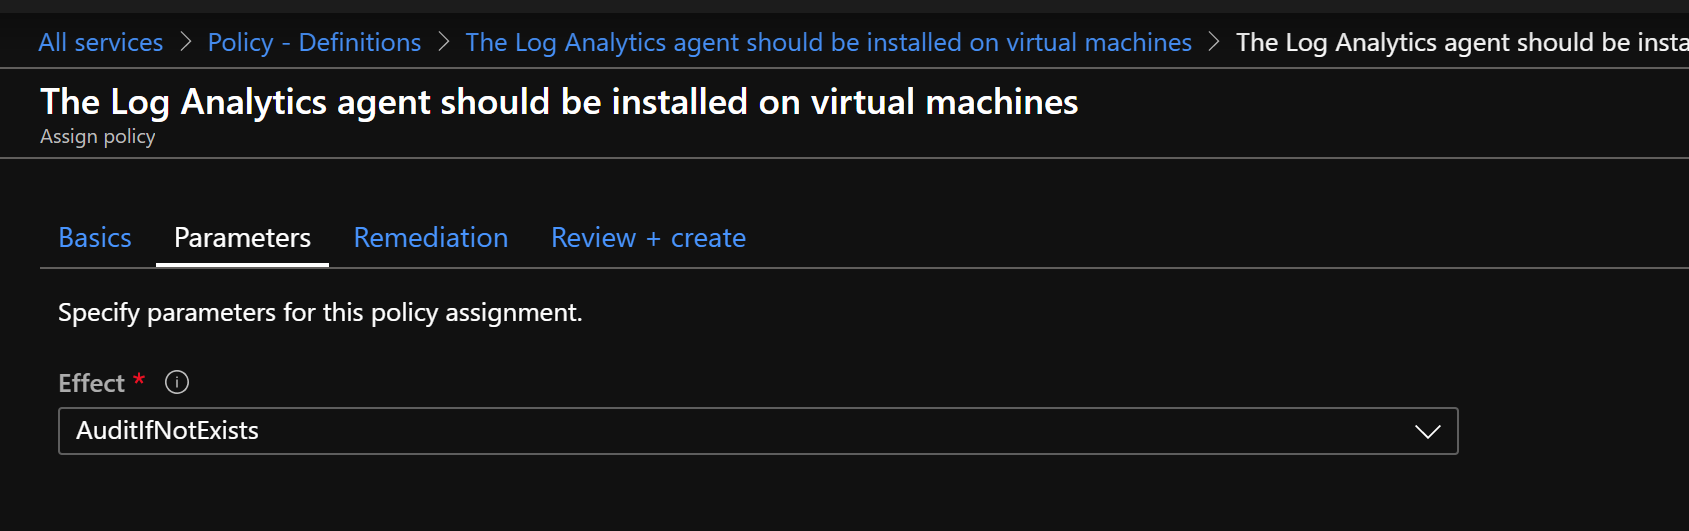 All services > Policy - Definitions > The Log Analytics agent should be installed on virtual machines > The Log Analytics agent should be insta
The Log Analytics agent should be installed on virtual machines
Assign policy
Basics Parameters Remediation Review + create
Specify parameters for this policy assignment.
Effect *
AuditIfNotExists